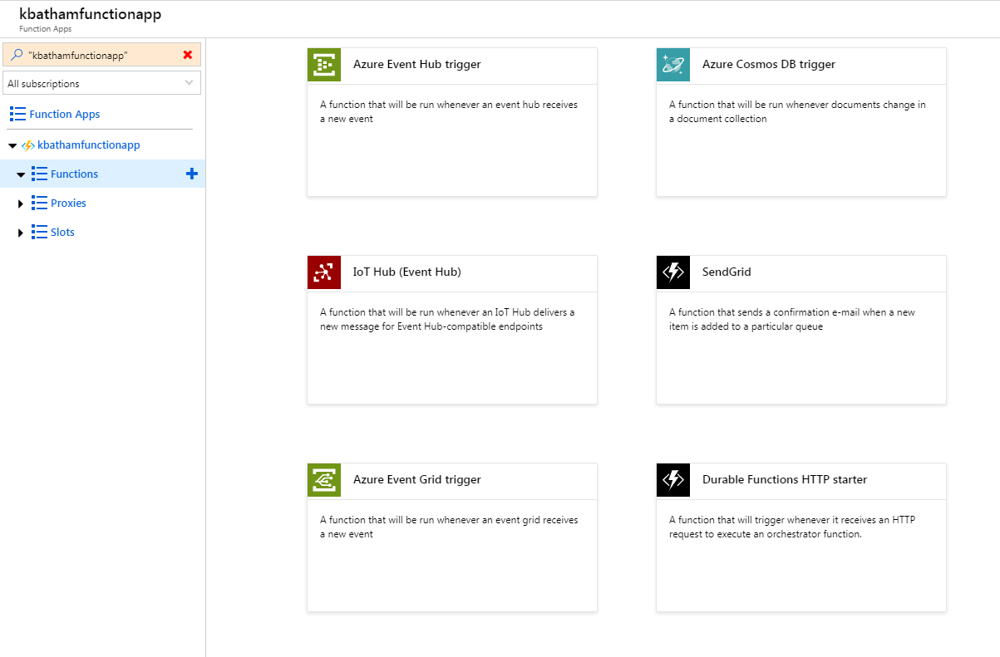 kbathamfunctionapp
Function Apps
"kbathamfunctionapp"
All subscriptions
Function Apps
kbathamfunctionapp
Functions
Proxies
Slots
Azure Event Hub trigger
A function that will be run whenever an event hub receives
a new event
Azure Cosmos DB trigger
A function that will be run whenever documents change in
a document collection
IoT Hub (Event Hub)
A function that will be run whenever an IoT Hub delivers a
new message for Event Hub-compatible endpoints
SendGrid
A function that sends a confirmation e-mail when a new
item is added to a particular queue
Azure Event Grid trigger
A function that will be run whenever an event grid receives
a new event
Durable Functions HTTP starter
A function that will trigger whenever it receives an HTTP
request to execute an orchestrator function.